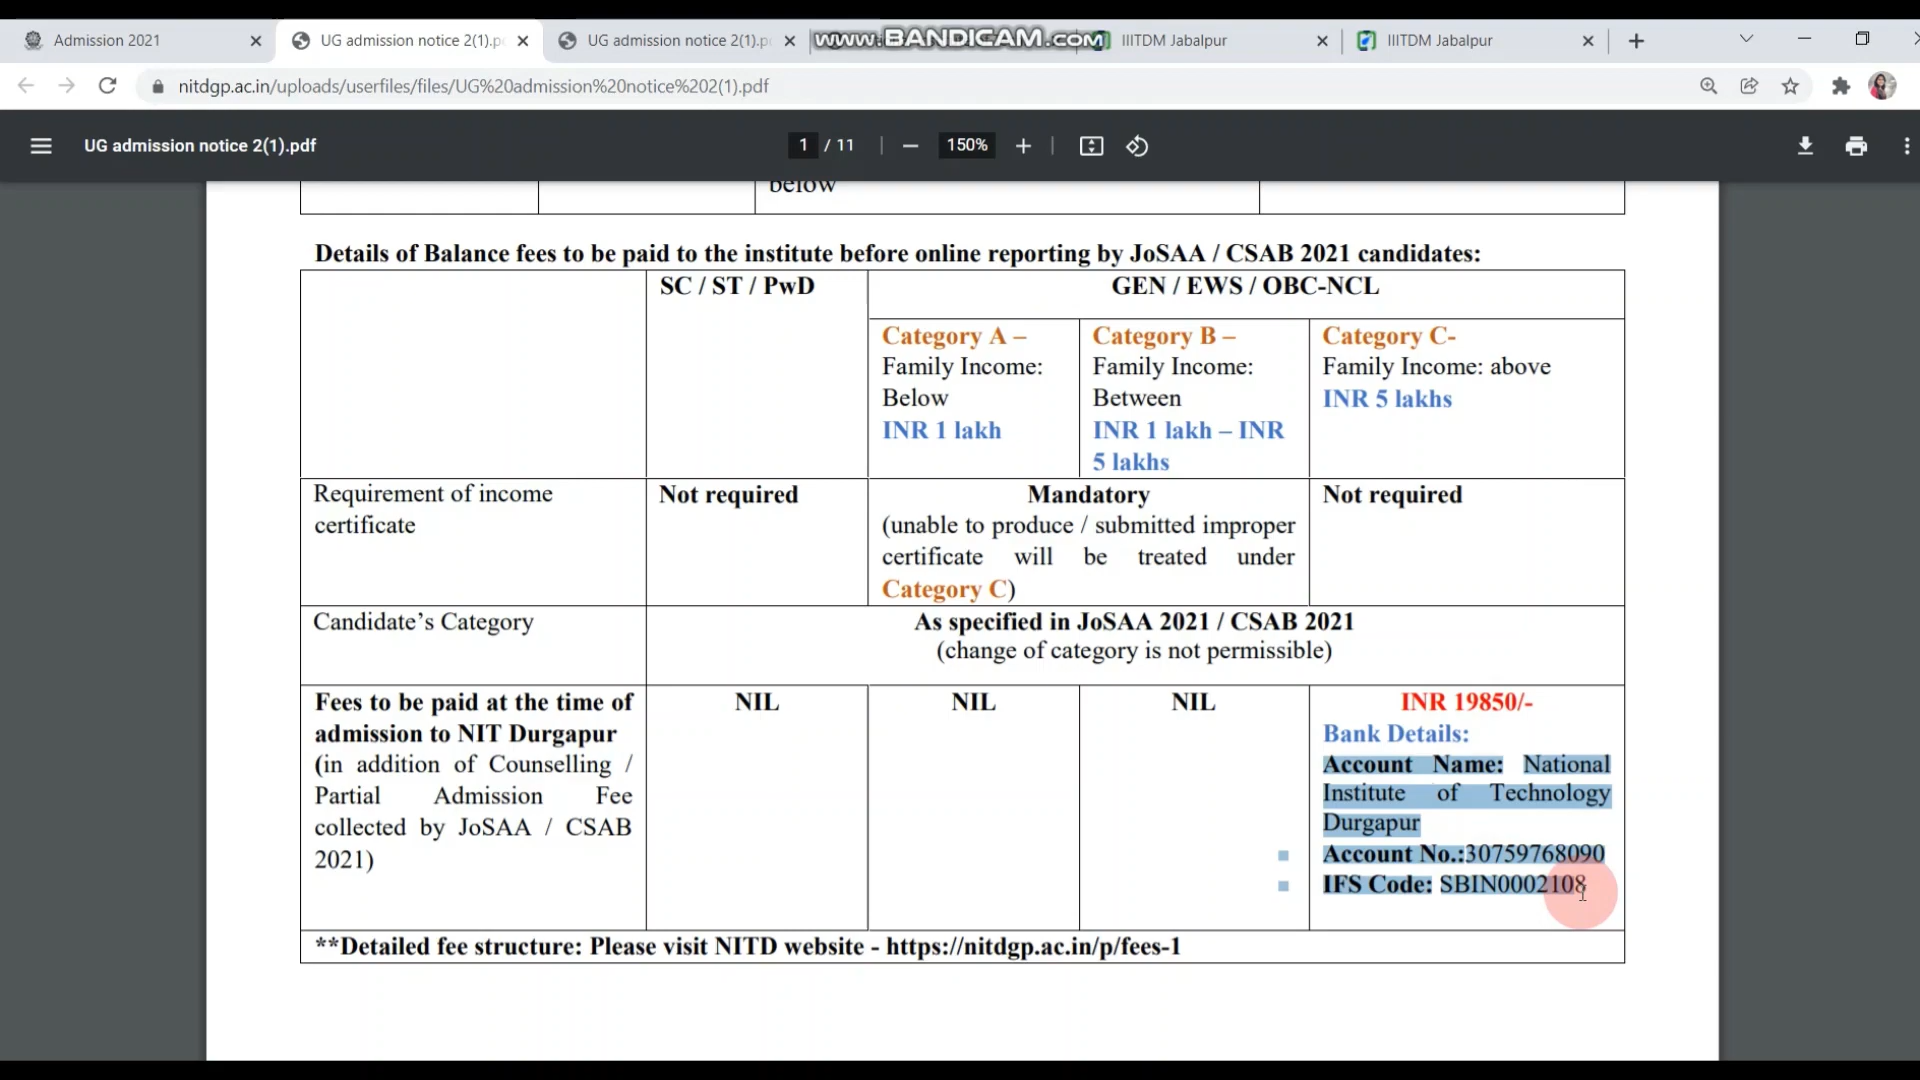 Admission 2021
UG admission notice 2(1).p
UG admission notice 2(1).p
www.BANDICAM.com
IIITDM Jabalpur
IIITDM Jabalpur
nitdgp.ac.in/uploads/userfiles/files/UG%20admission%20notice%202(1).pdf
UG admission notice 2(1).pdf
1 / 11
150%
below
Details of Balance fees to be paid to the institute before online reporting by JoSAA / CSAB 2021 candidates:
SC / ST / PwD
GEN / EWS / OBC-NCL
Category A –
Family Income:
Below
INR 1 lakh
Category B –
Family Income:
Between
INR 1 lakh – INR
5 lakhs
Category C-
Family Income: above
INR 5 lakhs
Requirement of income
certificate
Not required
Mandatory
(unable to produce / submitted improper
certificate will be treated under
Category C)
Not required
Candidate’s Category
As specified in JoSAA 2021 / CSAB 2021
(change of category is not permissible)
Fees to be paid at the time of
admission to NIT Durgapur
(in addition of Counselling /
Partial Admission Fee
collected by JoSAA / CSAB
2021)
NIL
NIL
NIL
INR 19850/-
Bank Details:
Account Name: National
Institute of Technology
Durgapur
Account No.:30759768090
IFS Code: SBIN0002108
**Detailed fee structure: Please visit NITD website - https://nitdgp.ac.in/p/fees-1